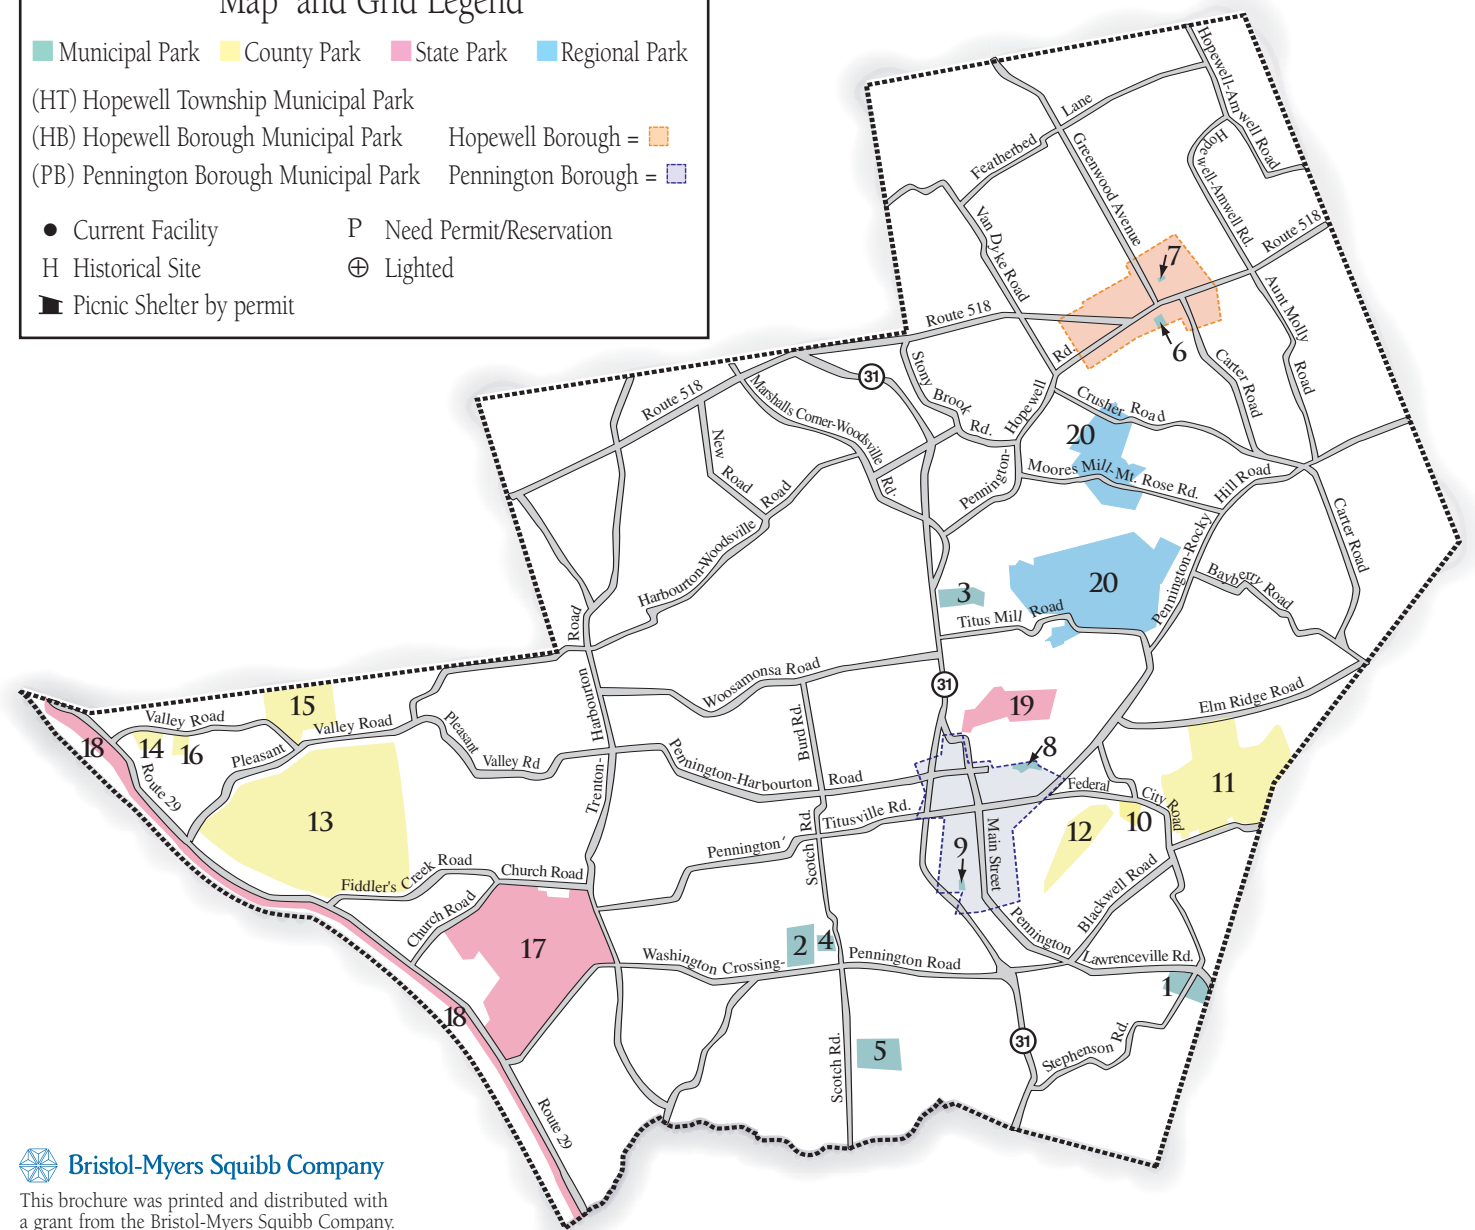 Map and Grid Legend
Municipal Park County Park State Park Regional Park
(HT) Hopewell Township Municipal Park
(HB) Hopewell Borough Municipal Park Hopewell Borough =
(PB) Pennington Borough Municipal Park Pennington Borough =
● Current Facility P Need Permit/Reservation
H Historical Site ⊕ Lighted
Picnic Shelter by permit
Hopewell-Amwell Road
Lane
Featherbed
Greenwood Avenue
Hopewell-Amwell Rd.
Van Dyke Road
Route 518
7
Aunt Molly Road
Route 518
6
Rd.
Carter Road
31
Stony Brook Rd.
Route 518
Marshalls Corner-Woodsville Rd.
Crusher Road
Hopewell
20
New Road
Moores Mill-Mt. Rose Rd.
Hill Road
Pennington-
Road
Harbourton-Woodsville
Carter Road
Pennington-Rocky
20
3
Bayberry Road
Titus Mill Road
Road
Woosamonsa Road
31
Harbourton
Elm Ridge Road
15
Valley Road
Valley Road
19
Burd Rd.
18
14
16
Pleasant
Pleasant
Valley Rd
8
Pennington-Harbourton Road
Route 29
Federal
City Road
11
Trenton-
13
Titusville Rd.
10
12
Scotch Rd.
Pennington
Main Street
9
Fiddler's Creek Road
Church Road
Blackwell Road
Church Road
17
2
4
Pennington
Washington Crossing-
Pennington Road
Lawrenceville Rd.
1
18
31
5
Stephenson Rd.
Scotch Rd.
Route 29
Bristol-Myers Squibb Company
This brochure was printed and distributed with
a grant from the Bristol-Myers Squibb Company.